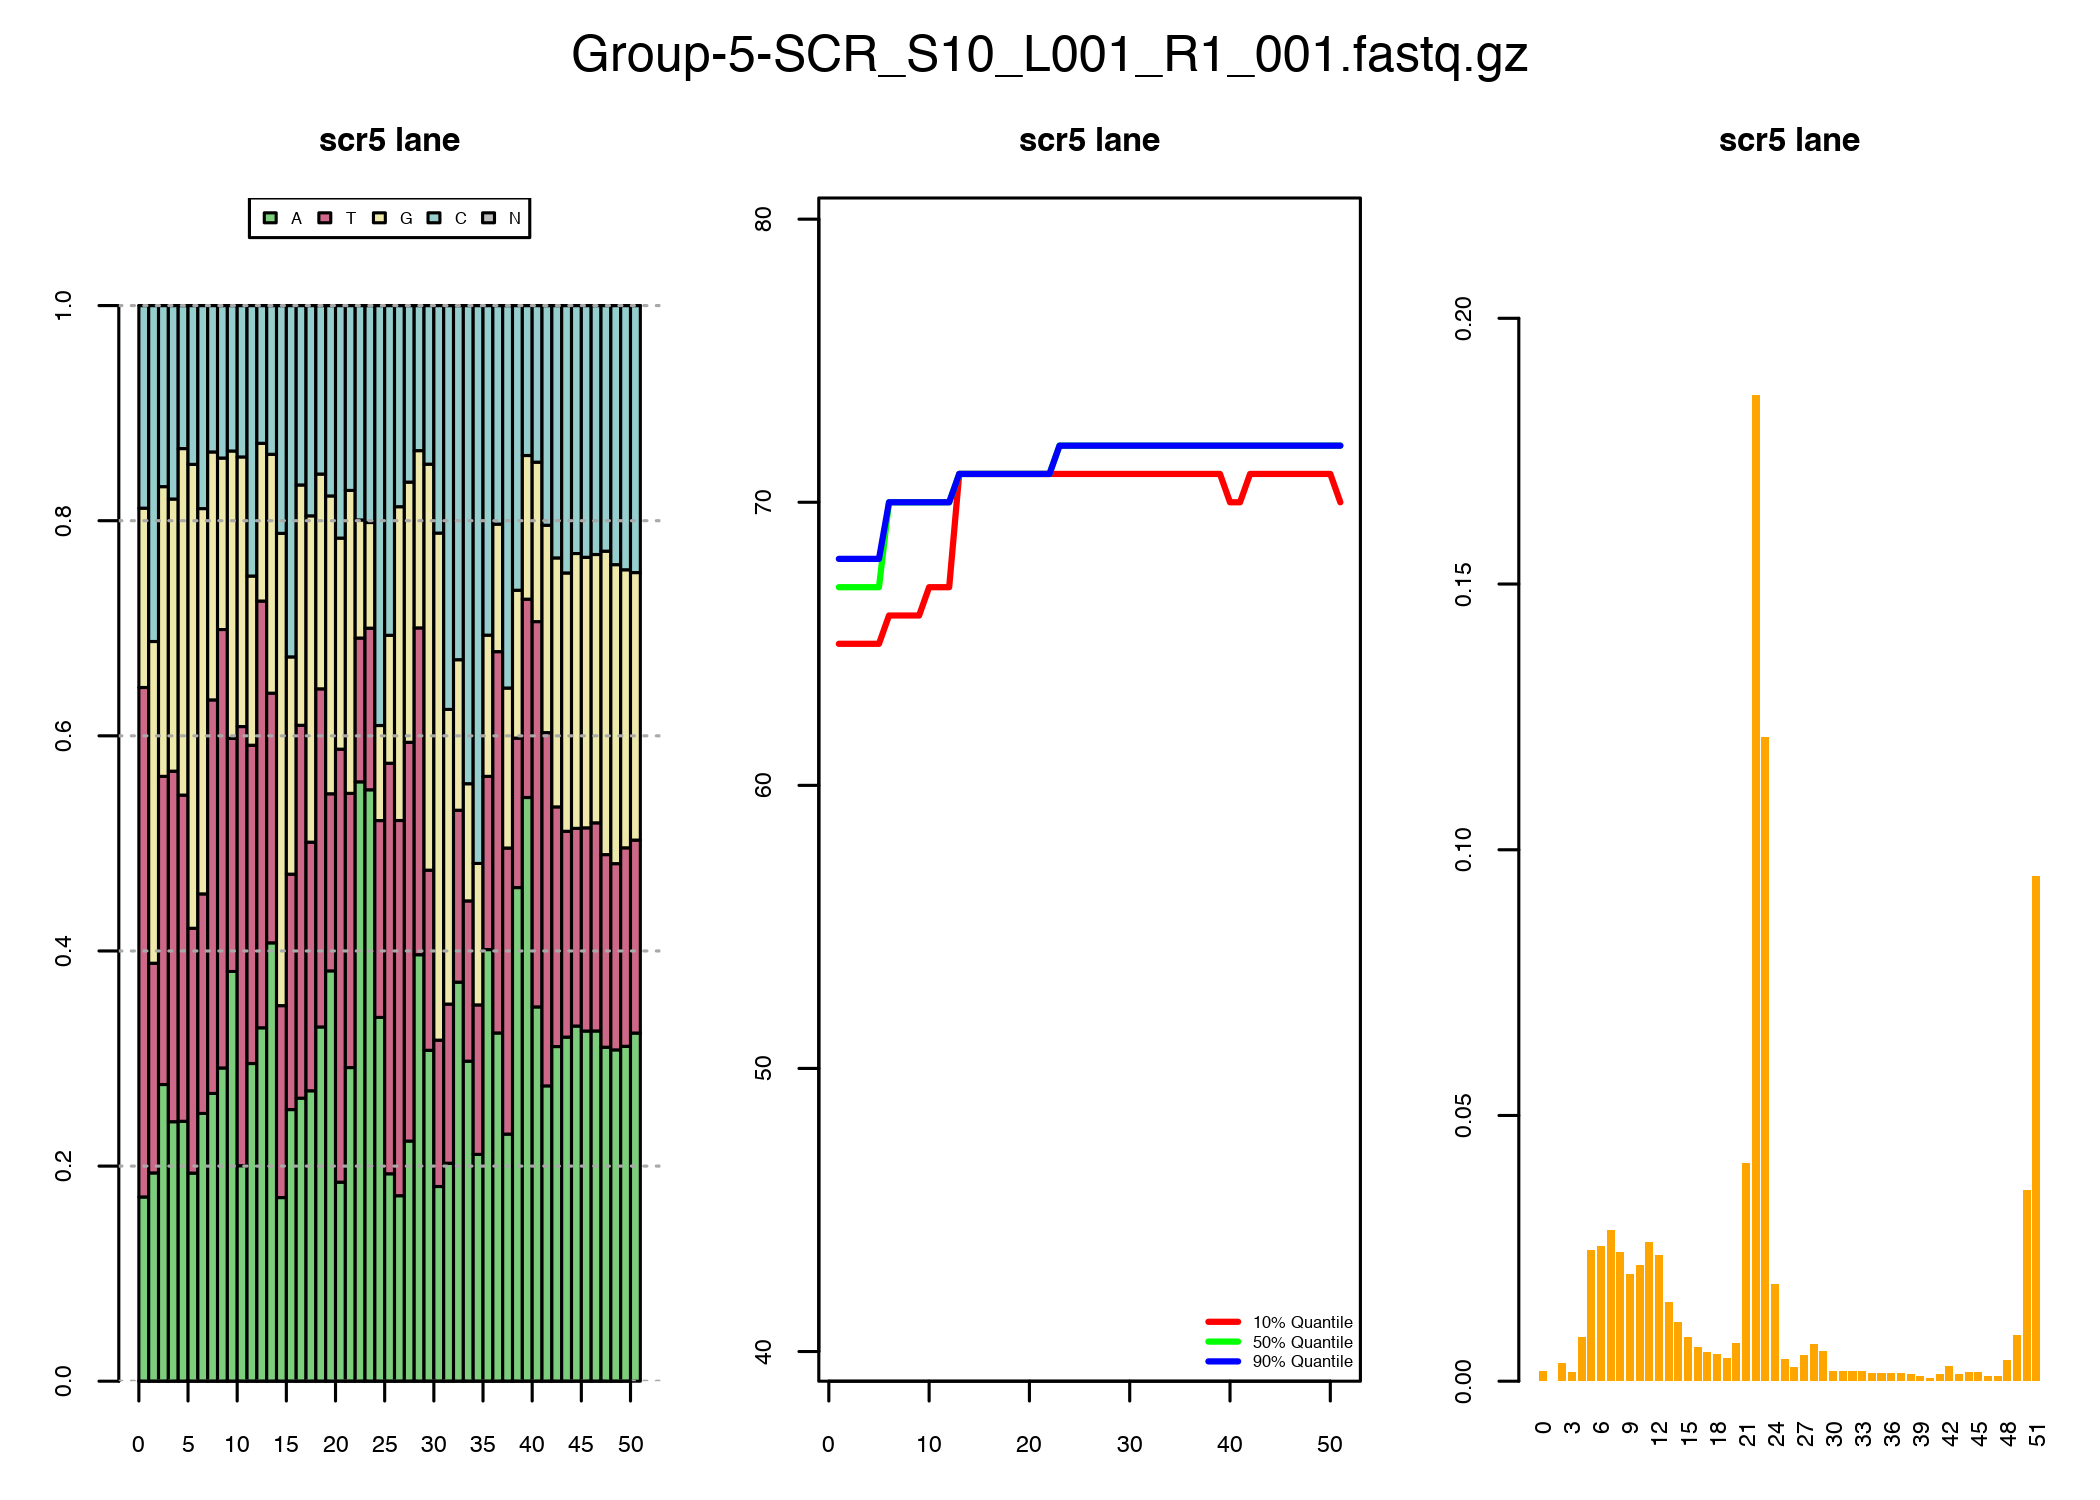 Group-5-SCR_S10_L001_R1_001.fastq.gz
scr5 lane
A T G C N
1.0
0.8
0.6
0.4
0.2
0.0
0 5 10 15 20 25 30 35 40 45 50
scr5 lane
80
70
60
50
40
10% Quantile
50% Quantile
90% Quantile
0 10 20 30 40 50
scr5 lane
0.20
0.15
0.10
0.05
0.00
0 3 6 9 12 15 18 21 24 27 30 33 36 39 42 45 48 51